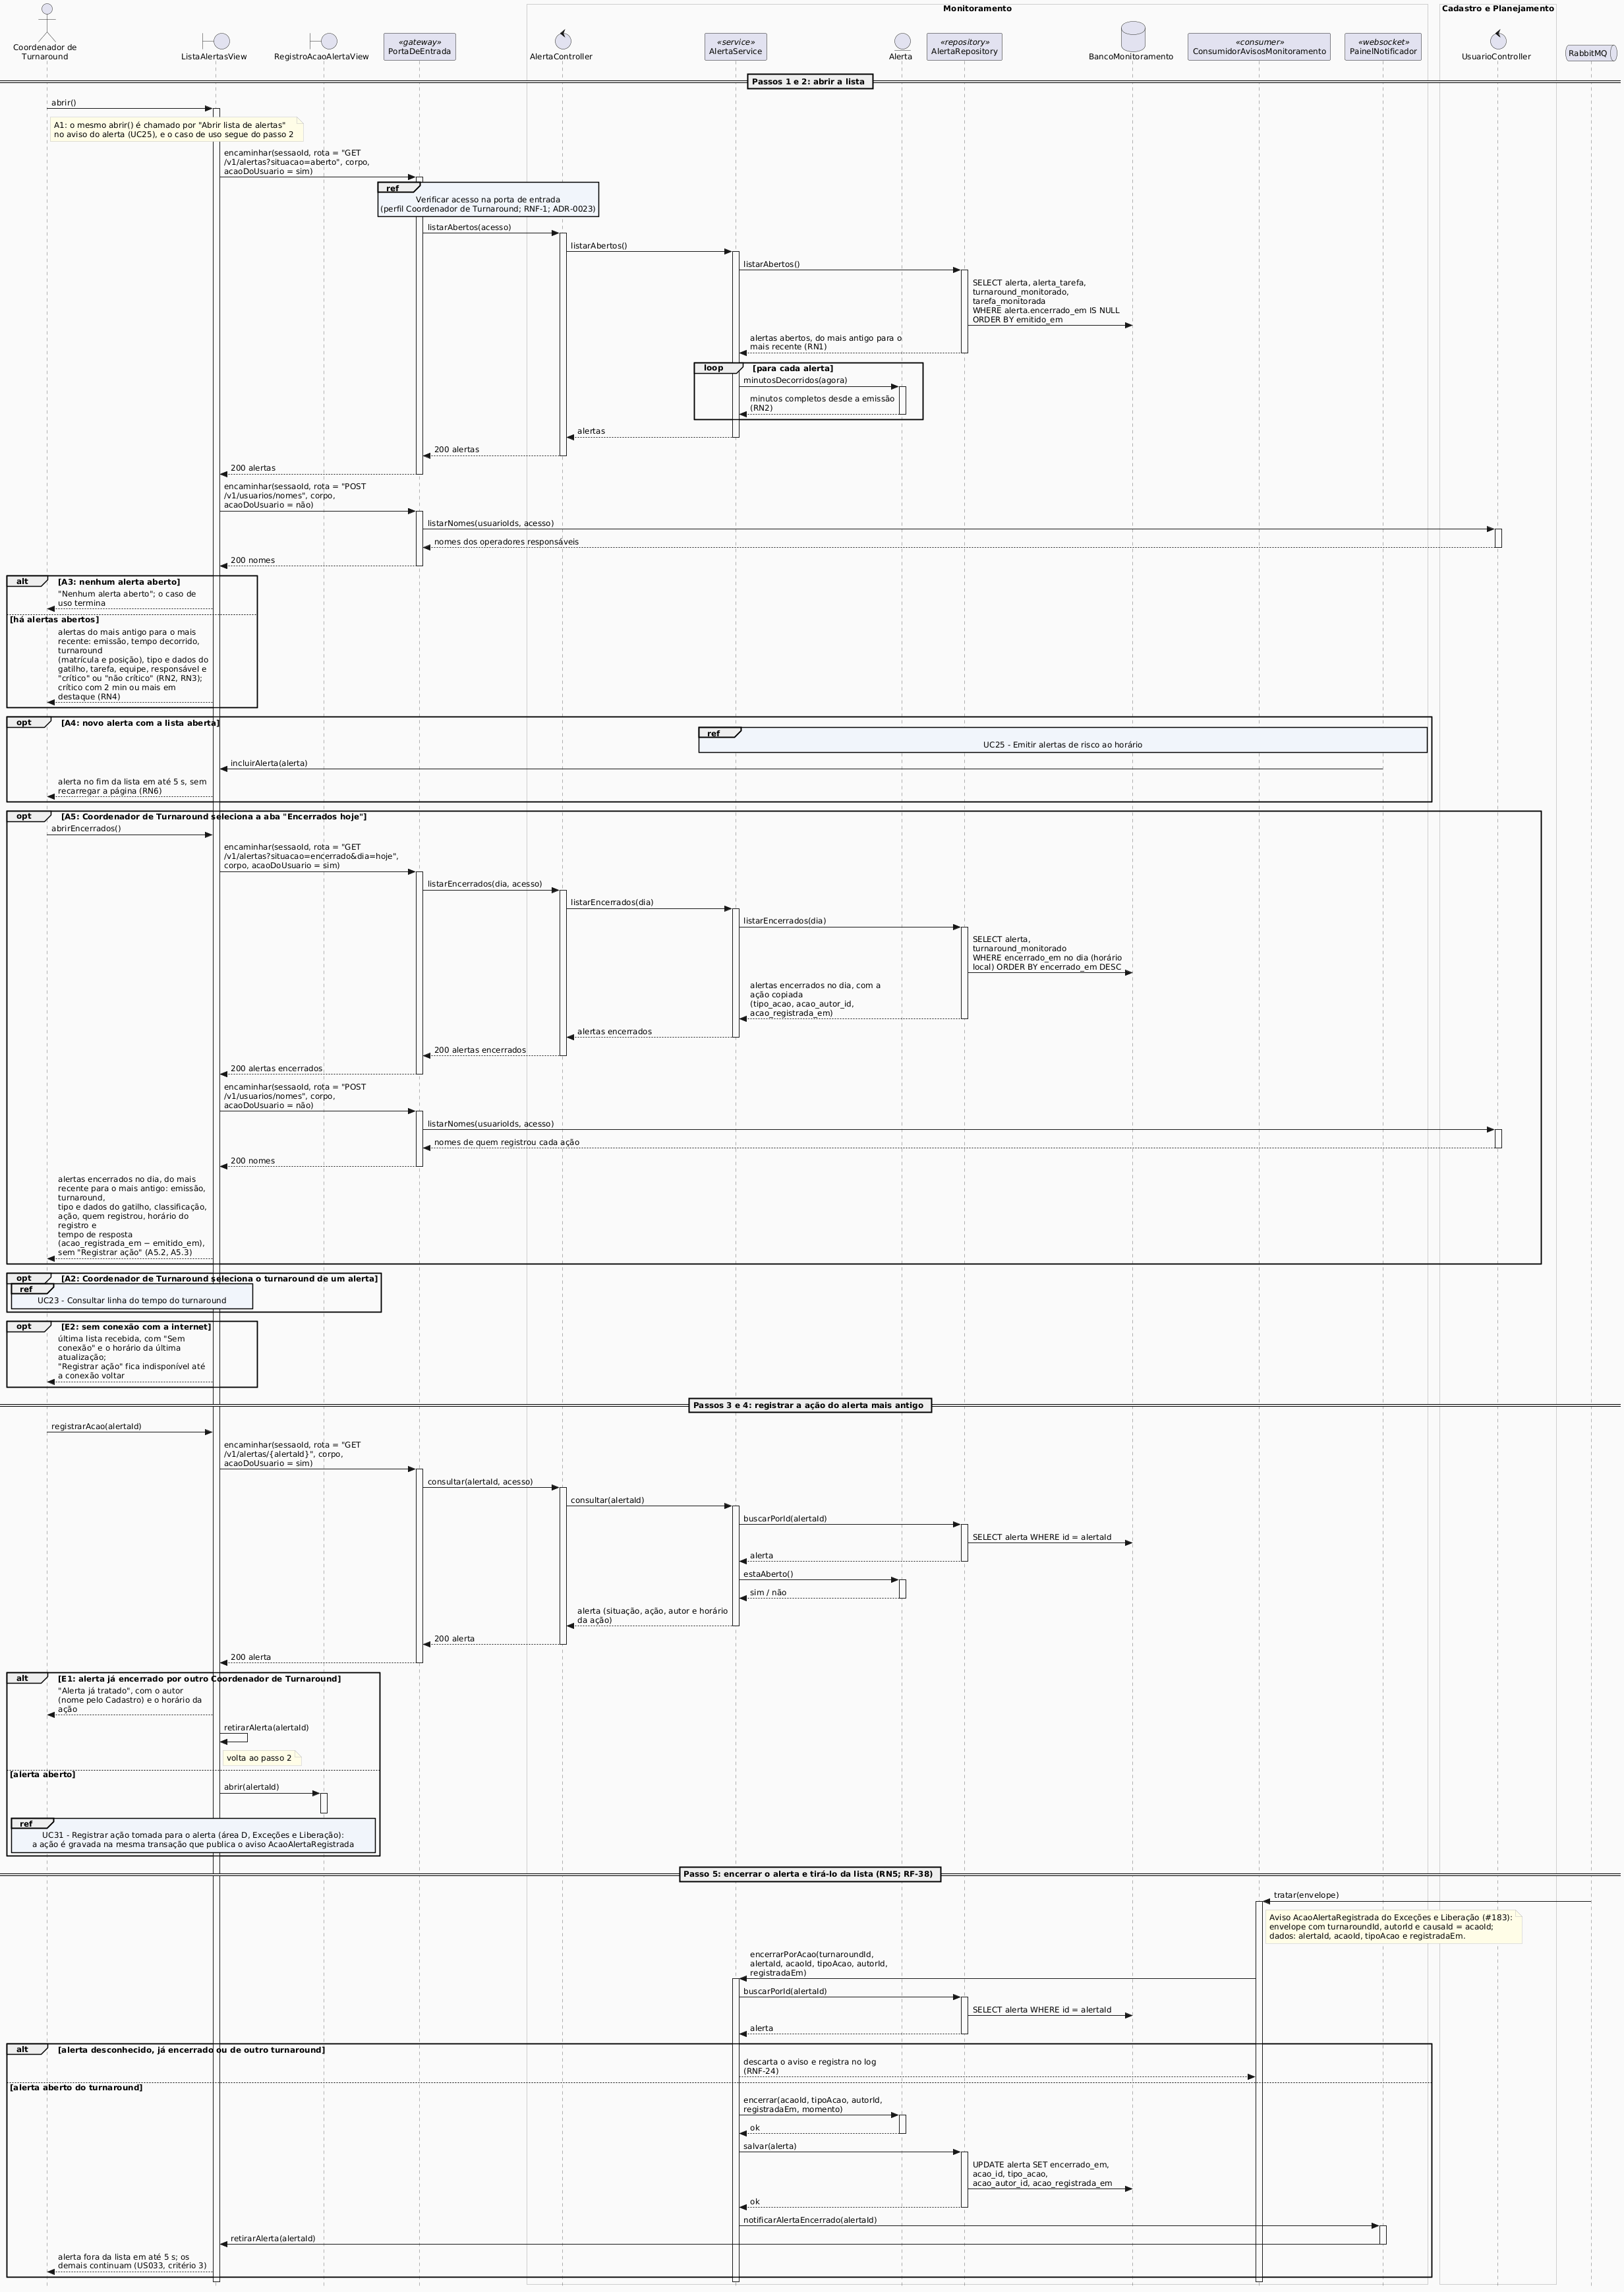 Monitoramento
Cadastro e Planejamento
Coordenador de
Turnaround
ListaAlertasView
RegistroAcaoAlertaView
«gateway»
PortaDeEntrada
AlertaController
«service»
AlertaService
Alerta
«repository»
AlertaRepository
BancoMonitoramento
«consumer»
ConsumidorAvisosMonitoramento
«websocket»
PainelNotificador
UsuarioController
RabbitMQ
Passos 1 e 2: abrir a lista
abrir()
A1: o mesmo abrir() é chamado por "Abrir lista de alertas"
no aviso do alerta (UC25), e o caso de uso segue do passo 2
encaminhar(sessaoId, rota = "GET
/v1/alertas?situacao=aberto", corpo,
acaoDoUsuario = sim)
ref
Verificar acesso na porta de entrada
(perfil Coordenador de Turnaround; RNF-1; ADR-0023)
listarAbertos(acesso)
listarAbertos()
listarAbertos()
SELECT alerta, alerta_tarefa,
turnaround_monitorado,
tarefa_monitorada
WHERE alerta.encerrado_em IS NULL
ORDER BY emitido_em
alertas abertos, do mais antigo para o
mais recente (RN1)
loop
[para cada alerta]
minutosDecorridos(agora)
minutos completos desde a emissão
(RN2)
alertas
200 alertas
200 alertas
encaminhar(sessaoId, rota = "POST
/v1/usuarios/nomes", corpo,
acaoDoUsuario = não)
listarNomes(usuarioIds, acesso)
nomes dos operadores responsáveis
200 nomes
alt
[A3: nenhum alerta aberto]
"Nenhum alerta aberto"; o caso de
uso termina
[há alertas abertos]
alertas do mais antigo para o mais
recente: emissão, tempo decorrido,
turnaround
(matrícula e posição), tipo e dados do
gatilho, tarefa, equipe, responsável e
"crítico" ou "não crítico" (RN2, RN3);
crítico com 2 min ou mais em
destaque (RN4)
opt
[A4: novo alerta com a lista aberta]
ref
UC25 - Emitir alertas de risco ao horário
incluirAlerta(alerta)
alerta no fim da lista em até 5 s, sem
recarregar a página (RN6)
opt
[A5: Coordenador de Turnaround seleciona a aba "Encerrados hoje"]
abrirEncerrados()
encaminhar(sessaoId, rota = "GET
/v1/alertas?situacao=encerrado&dia=hoje",
corpo, acaoDoUsuario = sim)
listarEncerrados(dia, acesso)
listarEncerrados(dia)
listarEncerrados(dia)
SELECT alerta,
turnaround_monitorado
WHERE encerrado_em no dia (horário
local) ORDER BY encerrado_em DESC
alertas encerrados no dia, com a
ação copiada
(tipo_acao, acao_autor_id,
acao_registrada_em)
alertas encerrados
200 alertas encerrados
200 alertas encerrados
encaminhar(sessaoId, rota = "POST
/v1/usuarios/nomes", corpo,
acaoDoUsuario = não)
listarNomes(usuarioIds, acesso)
nomes de quem registrou cada ação
200 nomes
alertas encerrados no dia, do mais
recente para o mais antigo: emissão,
turnaround,
tipo e dados do gatilho, classificação,
ação, quem registrou, horário do
registro e
tempo de resposta
(acao_registrada_em − emitido_em),
sem "Registrar ação" (A5.2, A5.3)
opt
[A2: Coordenador de Turnaround seleciona o turnaround de um alerta]
ref
UC23 - Consultar linha do tempo do turnaround
opt
[E2: sem conexão com a internet]
última lista recebida, com "Sem
conexão" e o horário da última
atualização;
"Registrar ação" fica indisponível até
a conexão voltar
Passos 3 e 4: registrar a ação do alerta mais antigo
registrarAcao(alertaId)
encaminhar(sessaoId, rota = "GET
/v1/alertas/{alertaId}", corpo,
acaoDoUsuario = sim)
consultar(alertaId, acesso)
consultar(alertaId)
buscarPorId(alertaId)
SELECT alerta WHERE id = alertaId
alerta
estaAberto()
sim / não
alerta (situação, ação, autor e horário
da ação)
200 alerta
200 alerta
alt
[E1: alerta já encerrado por outro Coordenador de Turnaround]
"Alerta já tratado", com o autor
(nome pelo Cadastro) e o horário da
ação
retirarAlerta(alertaId)
volta ao passo 2
[alerta aberto]
abrir(alertaId)
ref
UC31 - Registrar ação tomada para o alerta (área D, Exceções e Liberação):
a ação é gravada na mesma transação que publica o aviso AcaoAlertaRegistrada
Passo 5: encerrar o alerta e tirá-lo da lista (RN5; RF-38)
tratar(envelope)
Aviso AcaoAlertaRegistrada do Exceções e Liberação (#183):
envelope com turnaroundId, autorId e causaId = acaoId;
dados: alertaId, acaoId, tipoAcao e registradaEm.
encerrarPorAcao(turnaroundId,
alertaId, acaoId, tipoAcao, autorId,
registradaEm)
buscarPorId(alertaId)
SELECT alerta WHERE id = alertaId
alerta
alt
[alerta desconhecido, já encerrado ou de outro turnaround]
descarta o aviso e registra no log
(RNF-24)
[alerta aberto do turnaround]
encerrar(acaoId, tipoAcao, autorId,
registradaEm, momento)
ok
salvar(alerta)
UPDATE alerta SET encerrado_em,
acao_id, tipo_acao,
acao_autor_id, acao_registrada_em
ok
notificarAlertaEncerrado(alertaId)
retirarAlerta(alertaId)
alerta fora da lista em até 5 s; os
demais continuam (US033, critério 3)